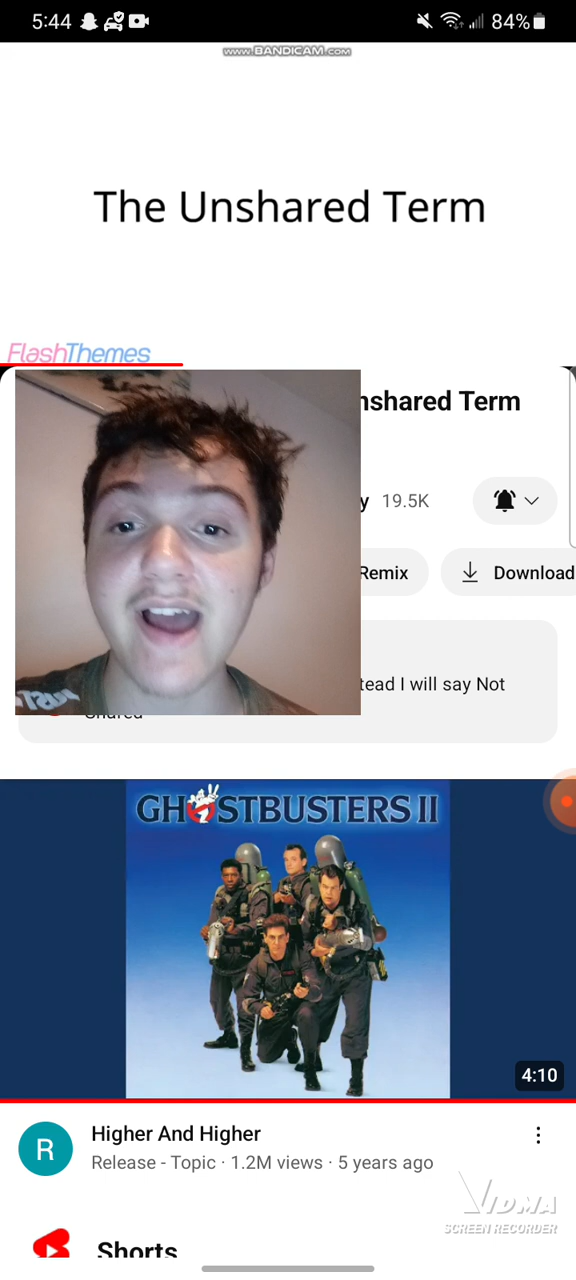 5:44
84%
www.BANDICAM.com
The Unshared Term
FlashThemes
nshared Term
y 19.5K
Remix
Download
tead I will say Not
Shared
GHOSTBUSTERS II
4:10
R
Higher And Higher
Release - Topic · 1.2M views · 5 years ago
VIDMA
SCREEN RECORDER
Shorts